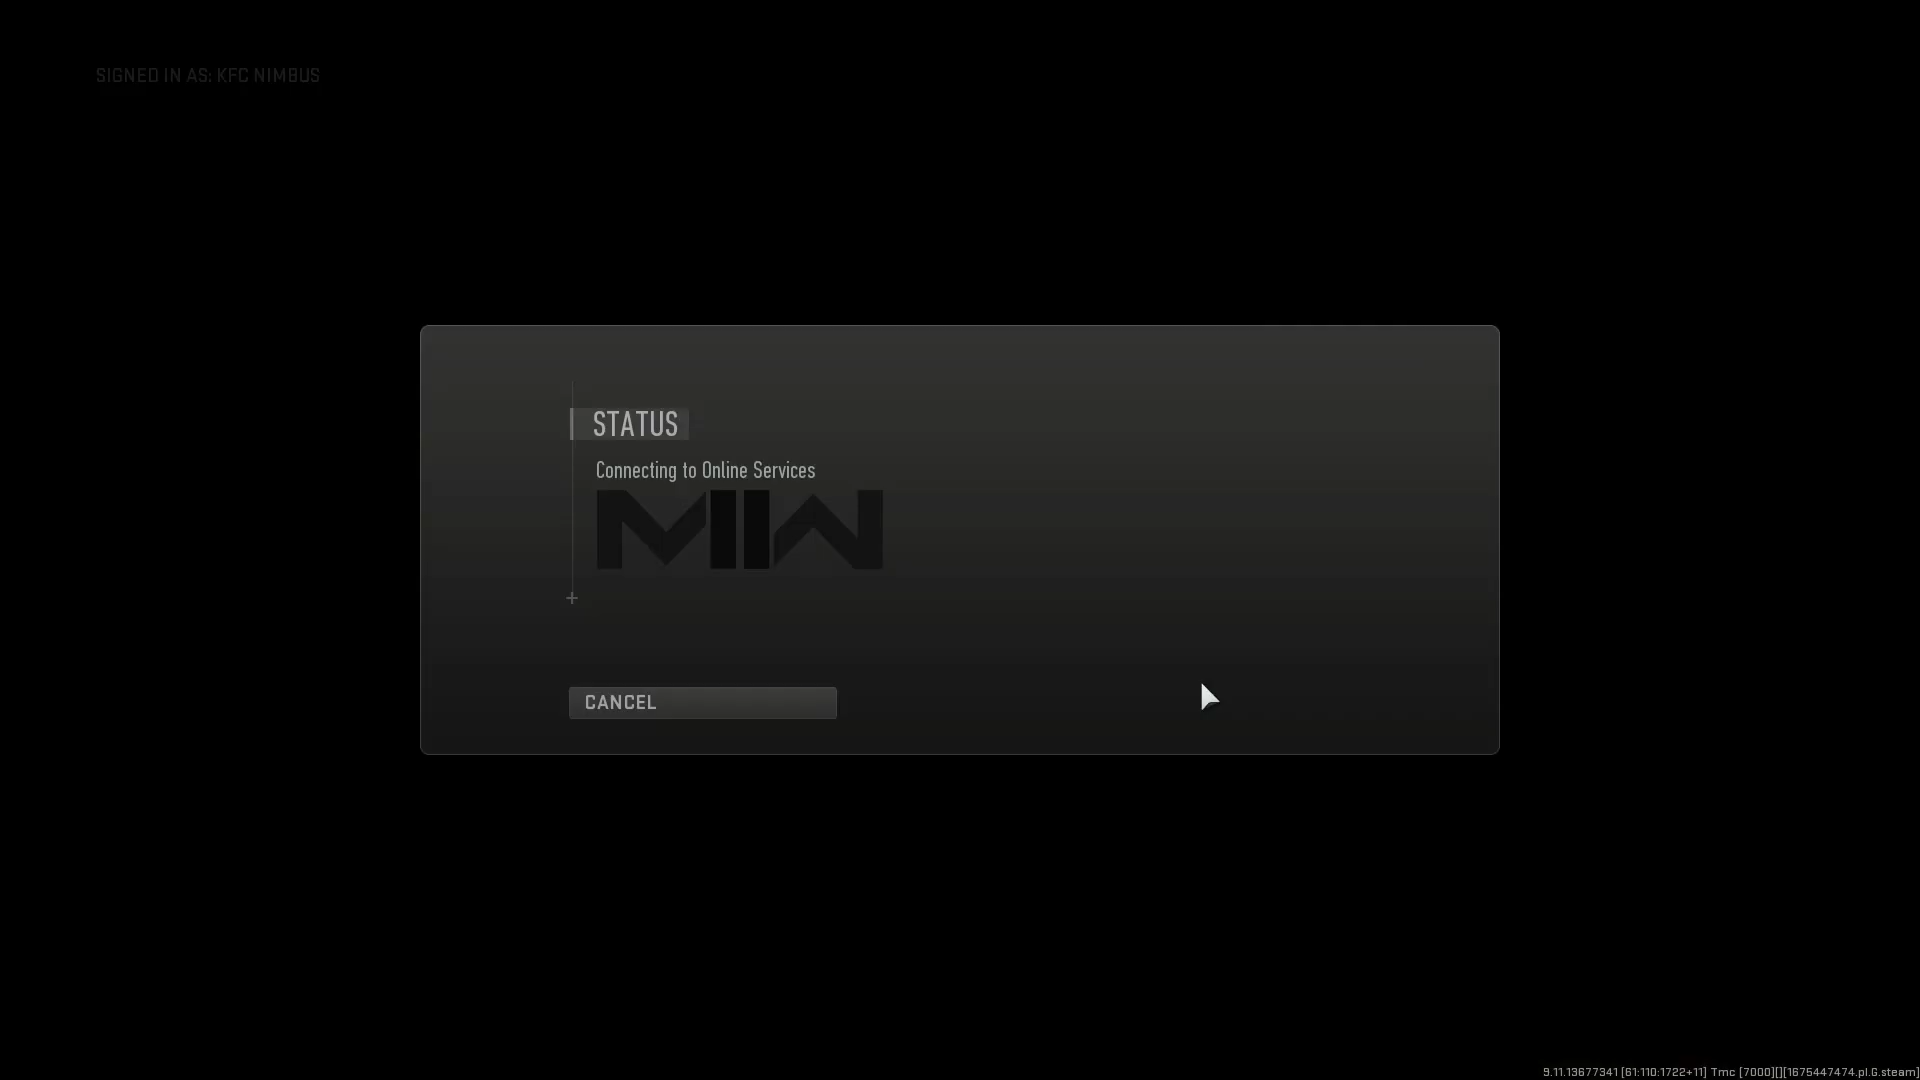 SIGNED IN AS: KFC NIMBUS
STATUS
Connecting to Online Services
MIIW
CANCEL
9.11.13677341 [61:110:1722+11] Tmc [7000][][1675447474.pl.G.steam]